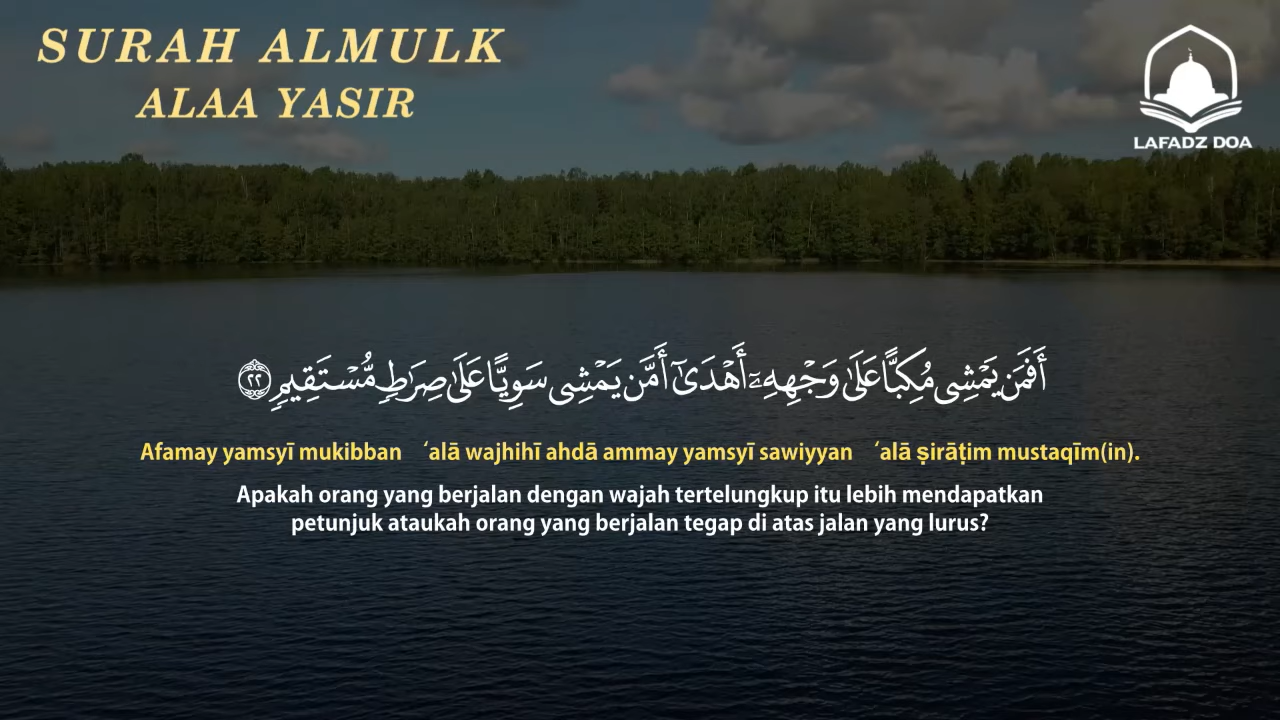 SURAH ALMULK
ALAA YASIR
LAFADZ DOA
أَفَمَن يَمْشِى مُكِبًّا عَلَىٰ وَجْهِهِۦٓ أَهْدَىٰٓ أَمَّن يَمْشِى سَوِيًّا عَلَىٰ صِرَٰطٍ مُّسْتَقِيمٍ ٢٢
Afamay yamsyī mukibban ‘alā wajhihī ahdā ammay yamsyī sawiyyan ‘alā ṣirāṭim mustaqīm(in).
Apakah orang yang berjalan dengan wajah tertelungkup itu lebih mendapatkan
petunjuk ataukah orang yang berjalan tegap di atas jalan yang lurus?